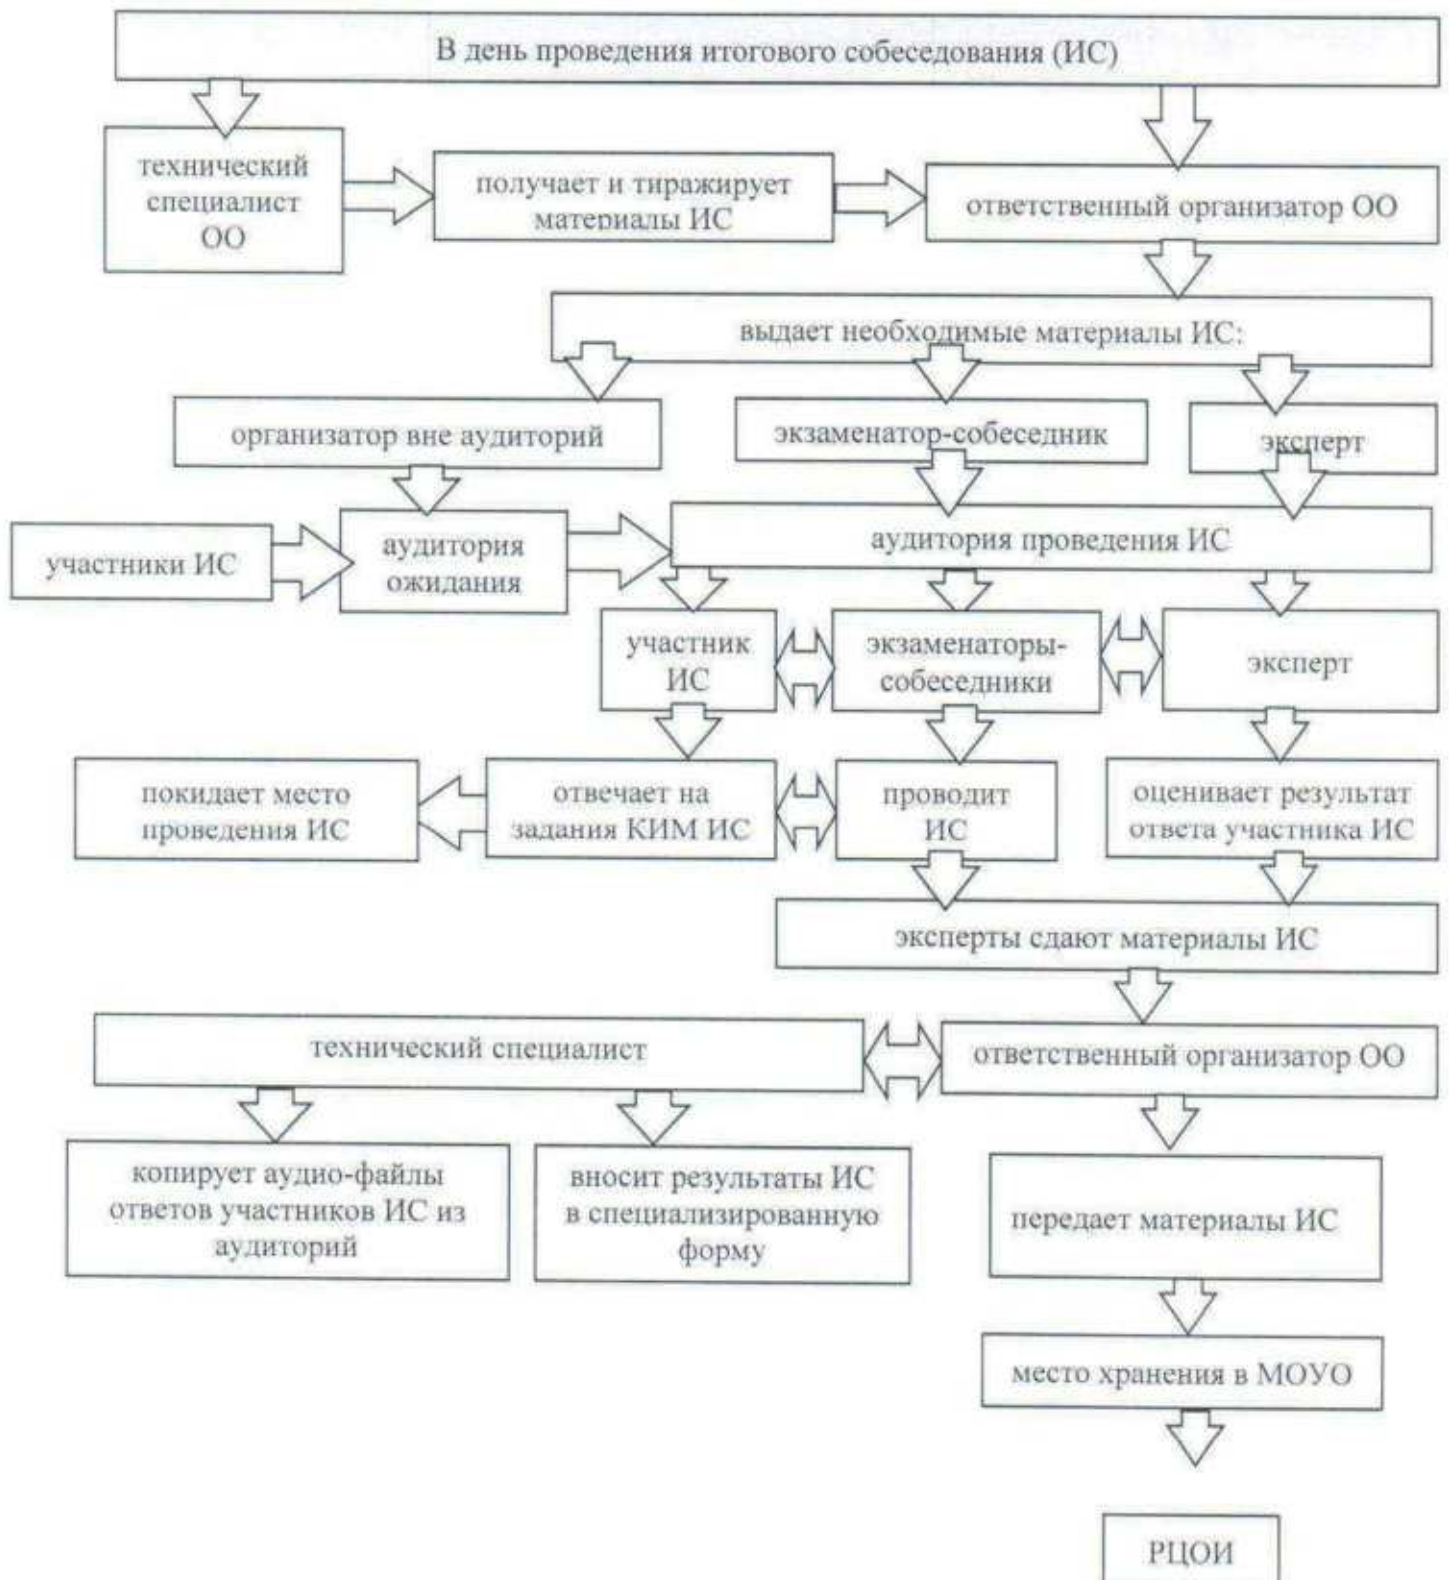 В день проведения итогового собеседования (ИС)
технический
специалист
ОО
получает и тиражирует
материалы ИС
ответственный организатор ОО
выдает необходимые материалы ИС:
организатор вне аудиторий
экзаменатор-собеседник
эксперт
участники ИС
аудитория
ожидания
аудитория проведения ИС
участник
ИС
экзаменаторы-
собеседники
эксперт
покидает место
проведения ИС
отвечает на
задания КИМ ИС
проводит
ИС
оценивает результат
ответа участника ИС
эксперты сдают материалы ИС
технический специалист
ответственный организатор ОО
копирует аудио-файлы
ответов участников ИС из
аудиторий
вносит результаты ИС
в специализированную
форму
передает материалы ИС
место хранения в МОУО
РЦОИ